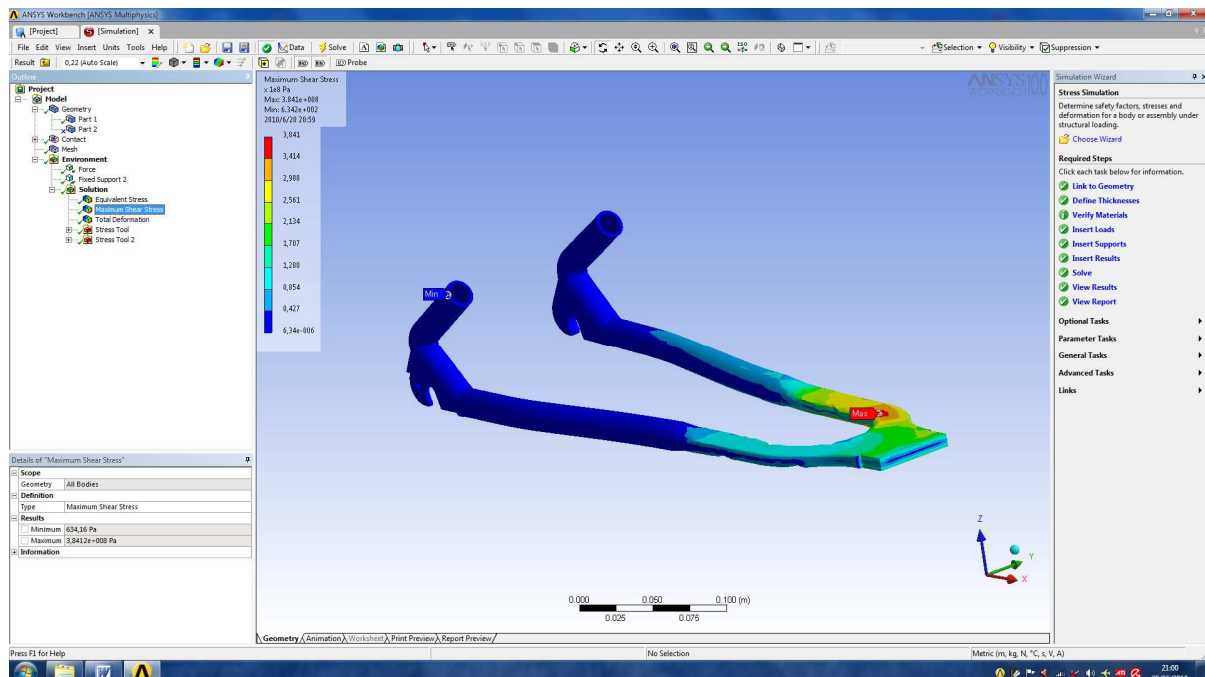 ANSYS Workbench [ANSYS Multiphysics]
[Project] [Simulation]
File Edit View Insert Units Tools Help Data Solve Selection Visibility Suppression
Result 0,22 (Auto Scale) Probe
Outline
Project
Model
Geometry
Part 1
Part 2
Contact
Mesh
Environment
Force
Fixed Support 2
Solution
Equivalent Stress
Maximum Shear Stress
Total Deformation
Stress Tool
Stress Tool 2
Details of "Maximum Shear Stress"
Scope
Geometry All Bodies
Definition
Type Maximum Shear Stress
Results
Minimum 634,16 Pa
Maximum 3,8412e+008 Pa
Information
Maximum Shear Stress
x 1e8 Pa
Max: 3.841e+008
Min: 6.342e+002
2010/6/20 20:59
3,841
3,414
2,988
2,561
2,134
1,707
1,280
0,854
0,427
6,34e-006
ANSYS
WORKBENCH 10.0
Min
Max
Z
Y
X
0.000 0.050 0.100 (m)
0.025 0.075
Geometry Animation Worksheet Print Preview Report Preview
Simulation Wizard
Stress Simulation
Determine safety factors, stresses and
deformation for a body or assembly under
structural loading.
Choose Wizard
Required Steps
Click each task below for information.
Link to Geometry
Define Thicknesses
Verify Materials
Insert Loads
Insert Supports
Insert Results
Solve
View Results
View Report
Optional Tasks
Parameter Tasks
General Tasks
Advanced Tasks
Links
Press F1 for Help No Selection Metric (m, kg, N, °C, s, V, A)
21:00